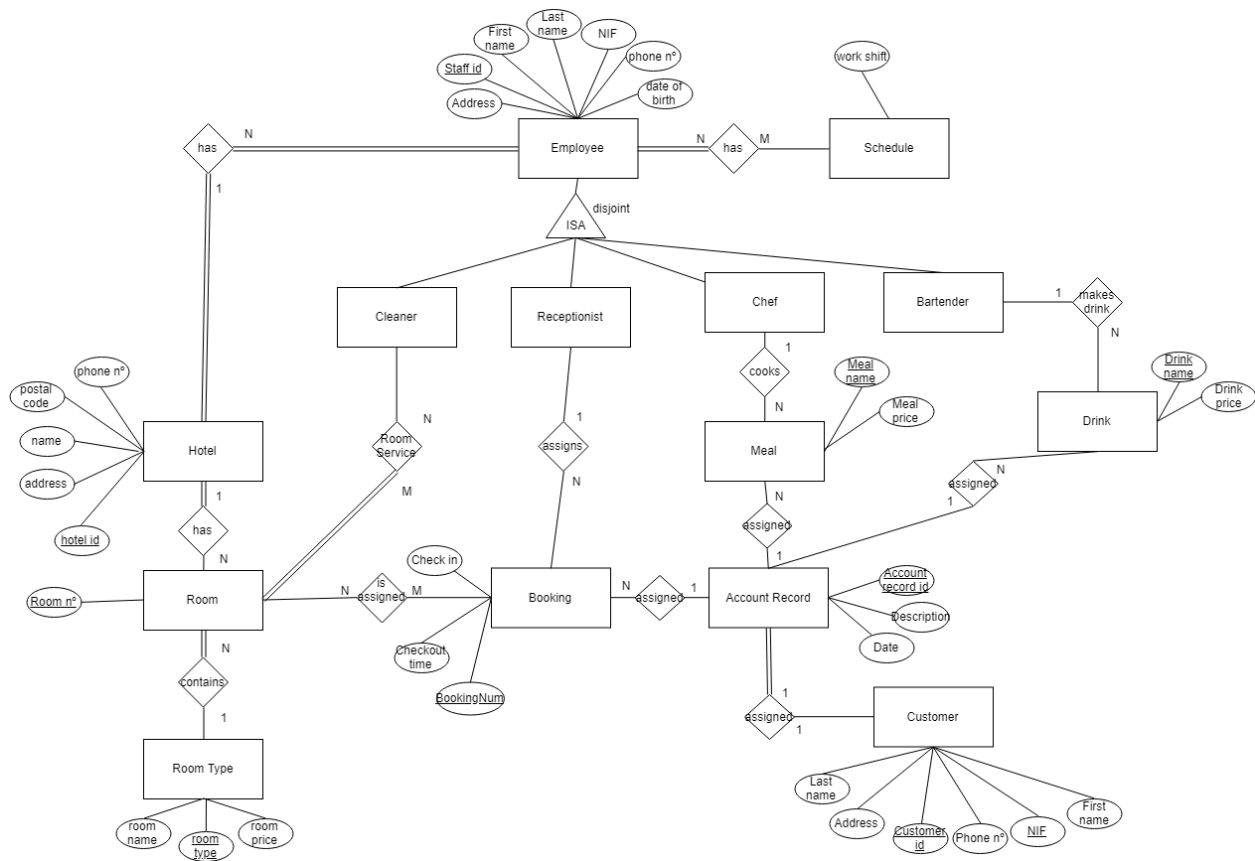 Last
name
First
name
NIF
work shift
phone nº
Staff id
date of
birth
Address
N
N
M
has
Employee
has
Schedule
1
disjoint
ISA
Cleaner
Receptionist
Chef
Bartender
1
makes
drink
N
1
cooks
N
phone nº
postal
code
name
address
hotel id
Hotel
1
has
N
N
Room
Service
M
1
assigns
N
Meal
name
Meal
price
Meal
Drink
name
Drink
price
Drink
N
assigned
1
N
assigned
1
Room nº
Room
N
is
assigned
M
Check in
Checkout
time
BookingNum
Booking
N
assigned
1
Account Record
Account
record id
Description
Date
N
contains
1
Room Type
room
name
room
type
room
price
1
assigned
1
Customer
Last
name
Address
Customer
id
Phone nº
NIF
First
name